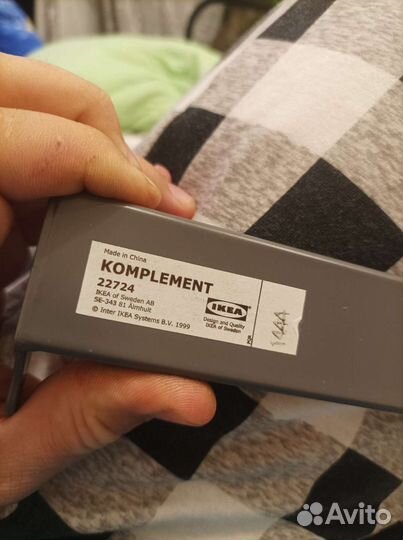 Made in China
KOMPLEMENT
22724
IKEA of Sweden AB
SE-343 81 Älmhult
© Inter IKEA Systems B.V. 1999
IKEA
Design and Quality
IKEA of Sweden
PDR
Avito